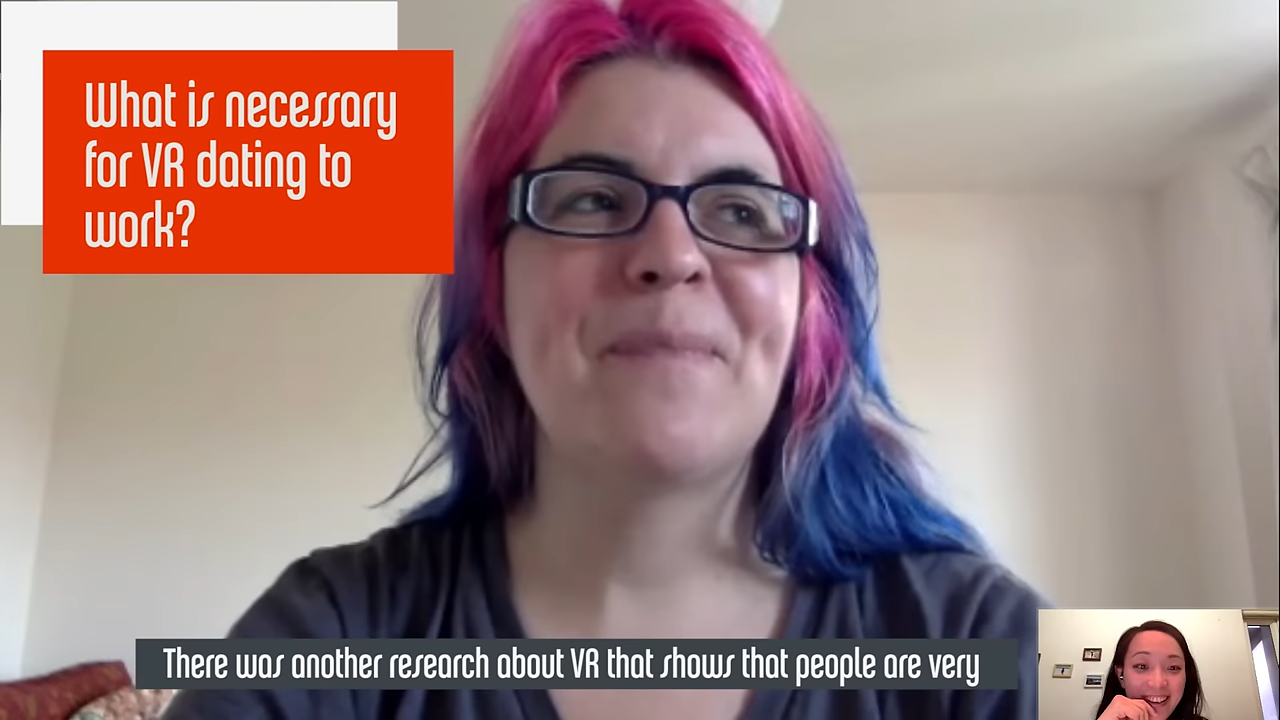 What is necessary
for VR dating to
work?
There was another research about VR that shows that people are very